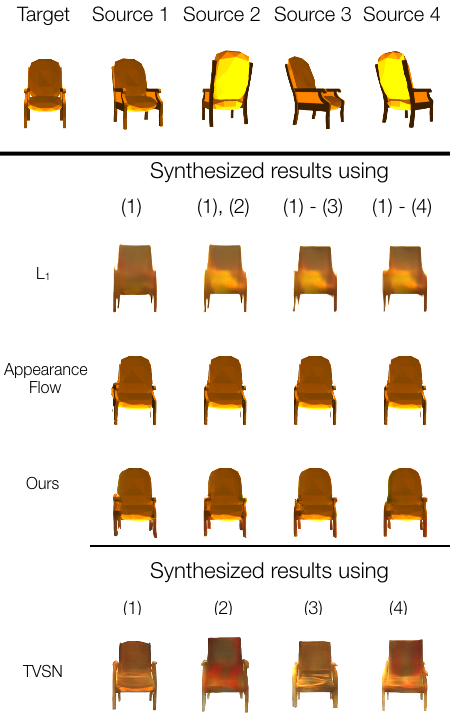 Target Source 1 Source 2 Source 3 Source 4
Synthesized results using
(1) (1), (2) (1) - (3) (1) - (4)
L₁
Appearance
Flow
Ours
Synthesized results using
(1) (2) (3) (4)
TVSN